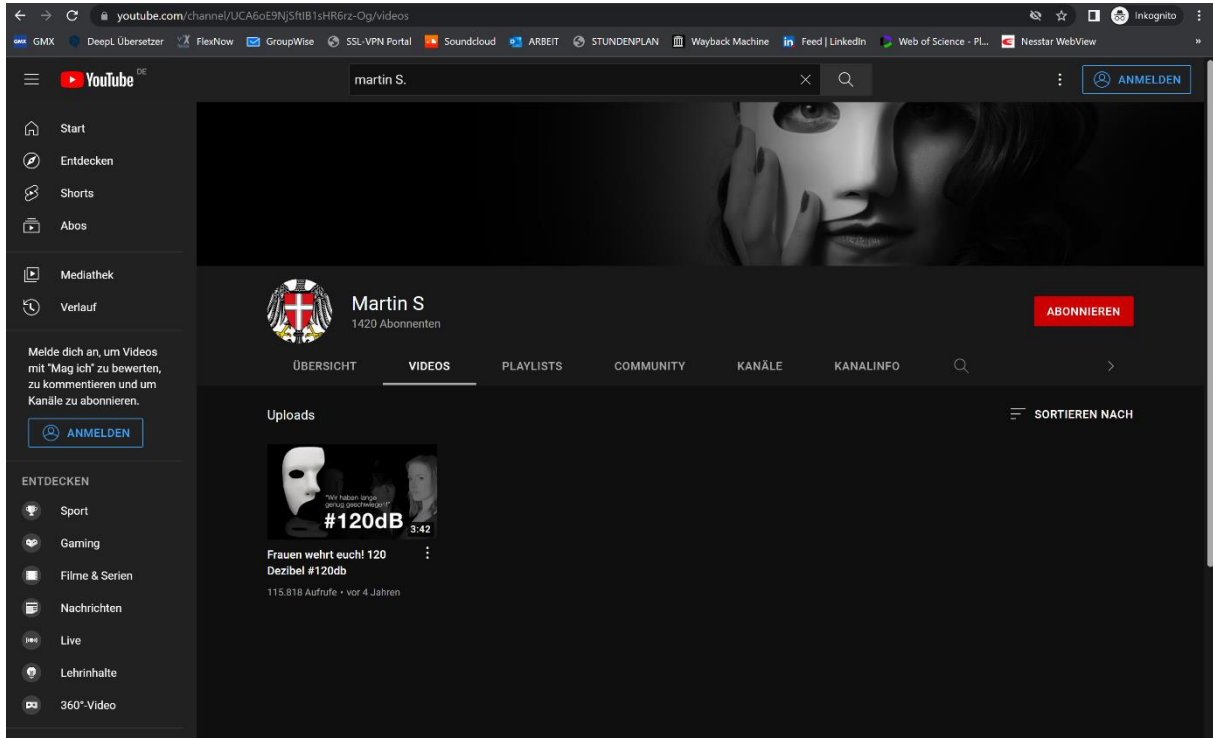 youtube.com/channel/UCA6oE9NjSftIB1sHR6rz-Og/videos
Inkognito
GMX GMX DeepL Übersetzer FlexNow GroupWise SSL-VPN Portal Soundcloud ARBEIT STUNDENPLAN Wayback Machine Feed | LinkedIn Web of Science - Pl... Nesstar WebView »
YouTube DE
martin S.
ANMELDEN
Start
Entdecken
Shorts
Abos
Mediathek
Verlauf
Melde dich an, um Videos
mit "Mag ich" zu bewerten,
zu kommentieren und um
Kanäle zu abonnieren.
ANMELDEN
ENTDECKEN
Sport
Gaming
Filme & Serien
Nachrichten
Live
Lehrinhalte
360°-Video
Martin S
1420 Abonnenten
ABONNIEREN
ÜBERSICHT VIDEOS PLAYLISTS COMMUNITY KANÄLE KANALINFO
Uploads
SORTIEREN NACH
"Wir haben lange
genug geschwiegen!"
#120dB
3:42
Frauen wehrt euch! 120
Dezibel #120db
115.818 Aufrufe • vor 4 Jahren